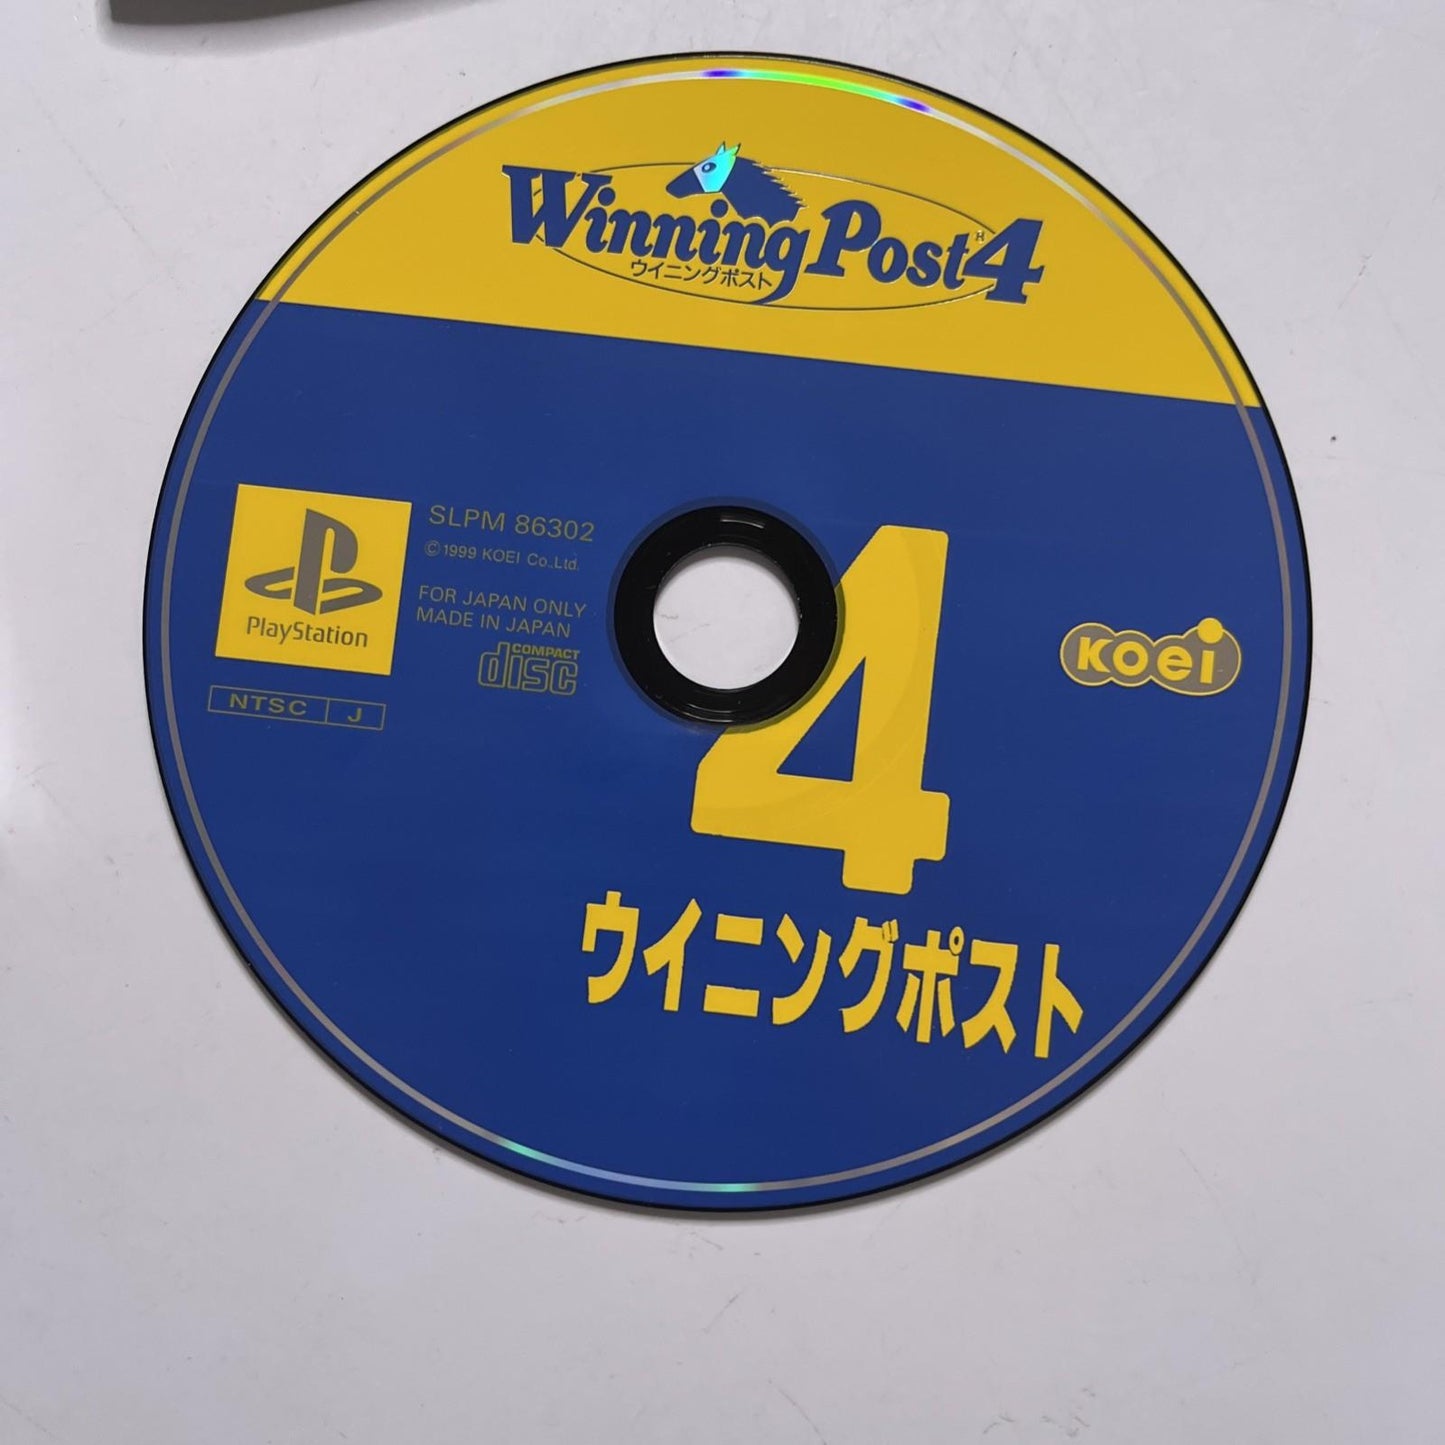 Winning Post 4
ウイニングポスト
SLPM 86302
©1999 KOEI Co.,Ltd.
FOR JAPAN ONLY
MADE IN JAPAN
COMPACT
disc
PlayStation
NTSC J
KOEI
4
ウイニングポスト